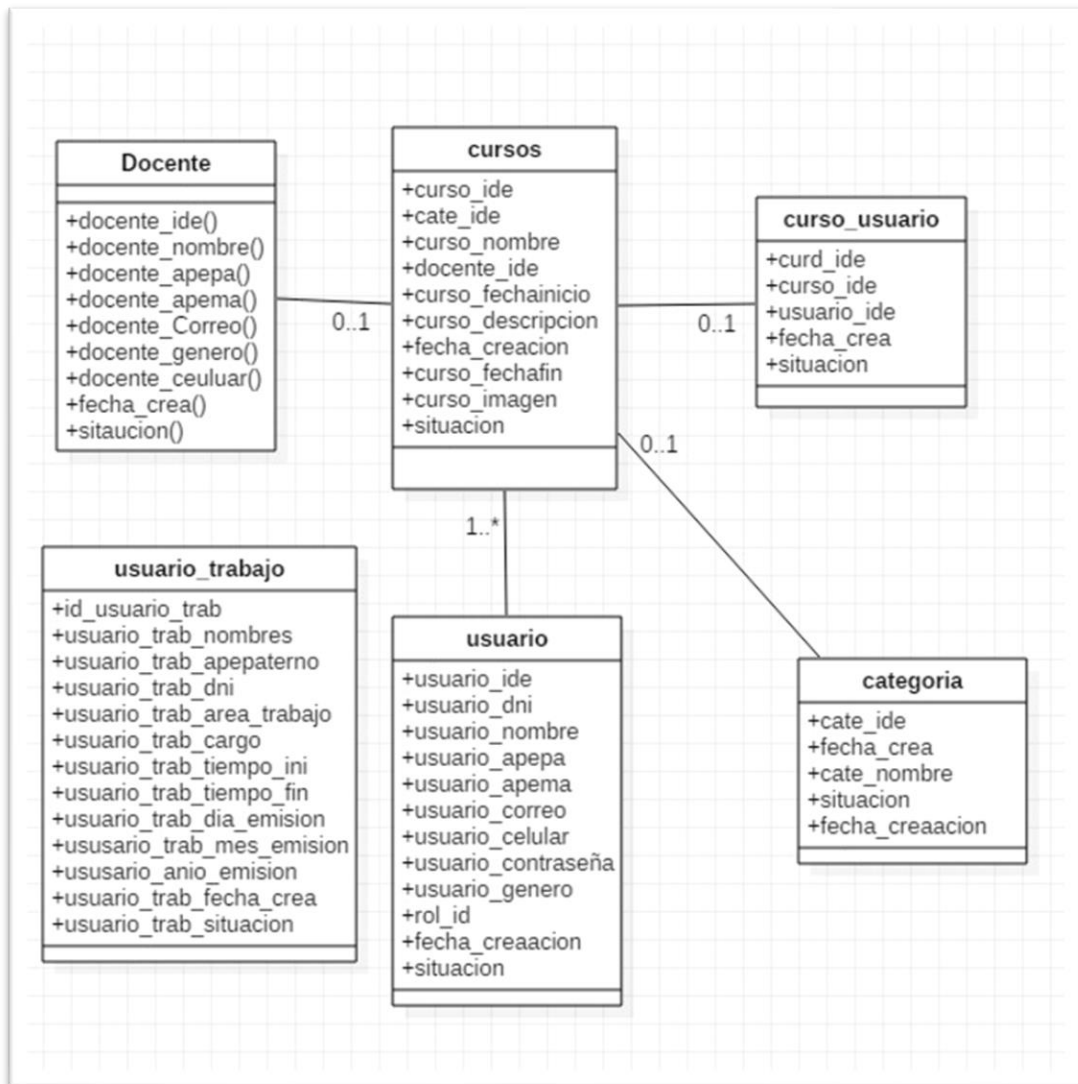 Docente
+docente_ide()
+docente_nombre()
+docente_apepa()
+docente_apema()
+docente_Correo()
+docente_genero()
+docente_ceuluar()
+fecha_crea()
+sitaucion()
0..1
cursos
+curso_ide
+cate_ide
+curso_nombre
+docente_ide
+curso_fechainicio
+curso_descripcion
+fecha_creacion
+curso_fechafin
+curso_imagen
+situacion
0..1
curso_usuario
+curd_ide
+curso_ide
+usuario_ide
+fecha_crea
+situacion
0..1
1..*
usuario_trabajo
+id_usuario_trab
+usuario_trab_nombres
+usuario_trab_apepaterno
+usuario_trab_dni
+usuario_trab_area_trabajo
+usuario_trab_cargo
+usuario_trab_tiempo_ini
+usuario_trab_tiempo_fin
+usuario_trab_dia_emision
+ususario_trab_mes_emision
+ususario_anio_emision
+usuario_trab_fecha_crea
+usuario_trab_situacion
usuario
+usuario_ide
+usuario_dni
+usuario_nombre
+usuario_apepa
+usuario_apema
+usuario_correo
+usuario_celular
+usuario_contraseña
+usuario_genero
+rol_id
+fecha_creaacion
+situacion
categoria
+cate_ide
+fecha_crea
+cate_nombre
+situacion
+fecha_creaacion